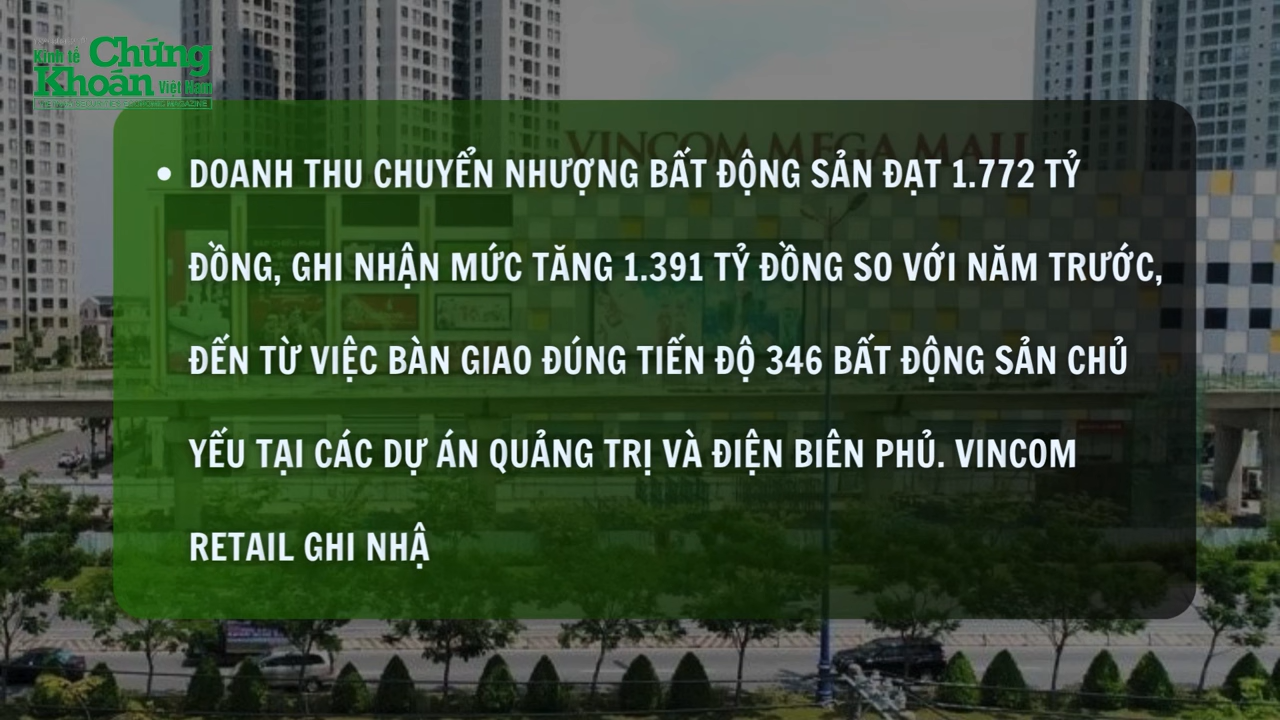 Kinh tế Chứng
Khoán Việt Nam
VINCOM MEGA MALL
• DOANH THU CHUYỂN NHƯỢNG BẤT ĐỘNG SẢN ĐẠT 1.772 TỶ
ĐỒNG, GHI NHẬN MỨC TĂNG 1.391 TỶ ĐỒNG SO VỚI NĂM TRƯỚC,
ĐẾN TỪ VIỆC BÀN GIAO ĐÚNG TIẾN ĐỘ 346 BẤT ĐỘNG SẢN CHỦ
YẾU TẠI CÁC DỰ ÁN QUẢNG TRỊ VÀ ĐIỆN BIÊN PHỦ. VINCOM
RETAIL GHI NHẬ